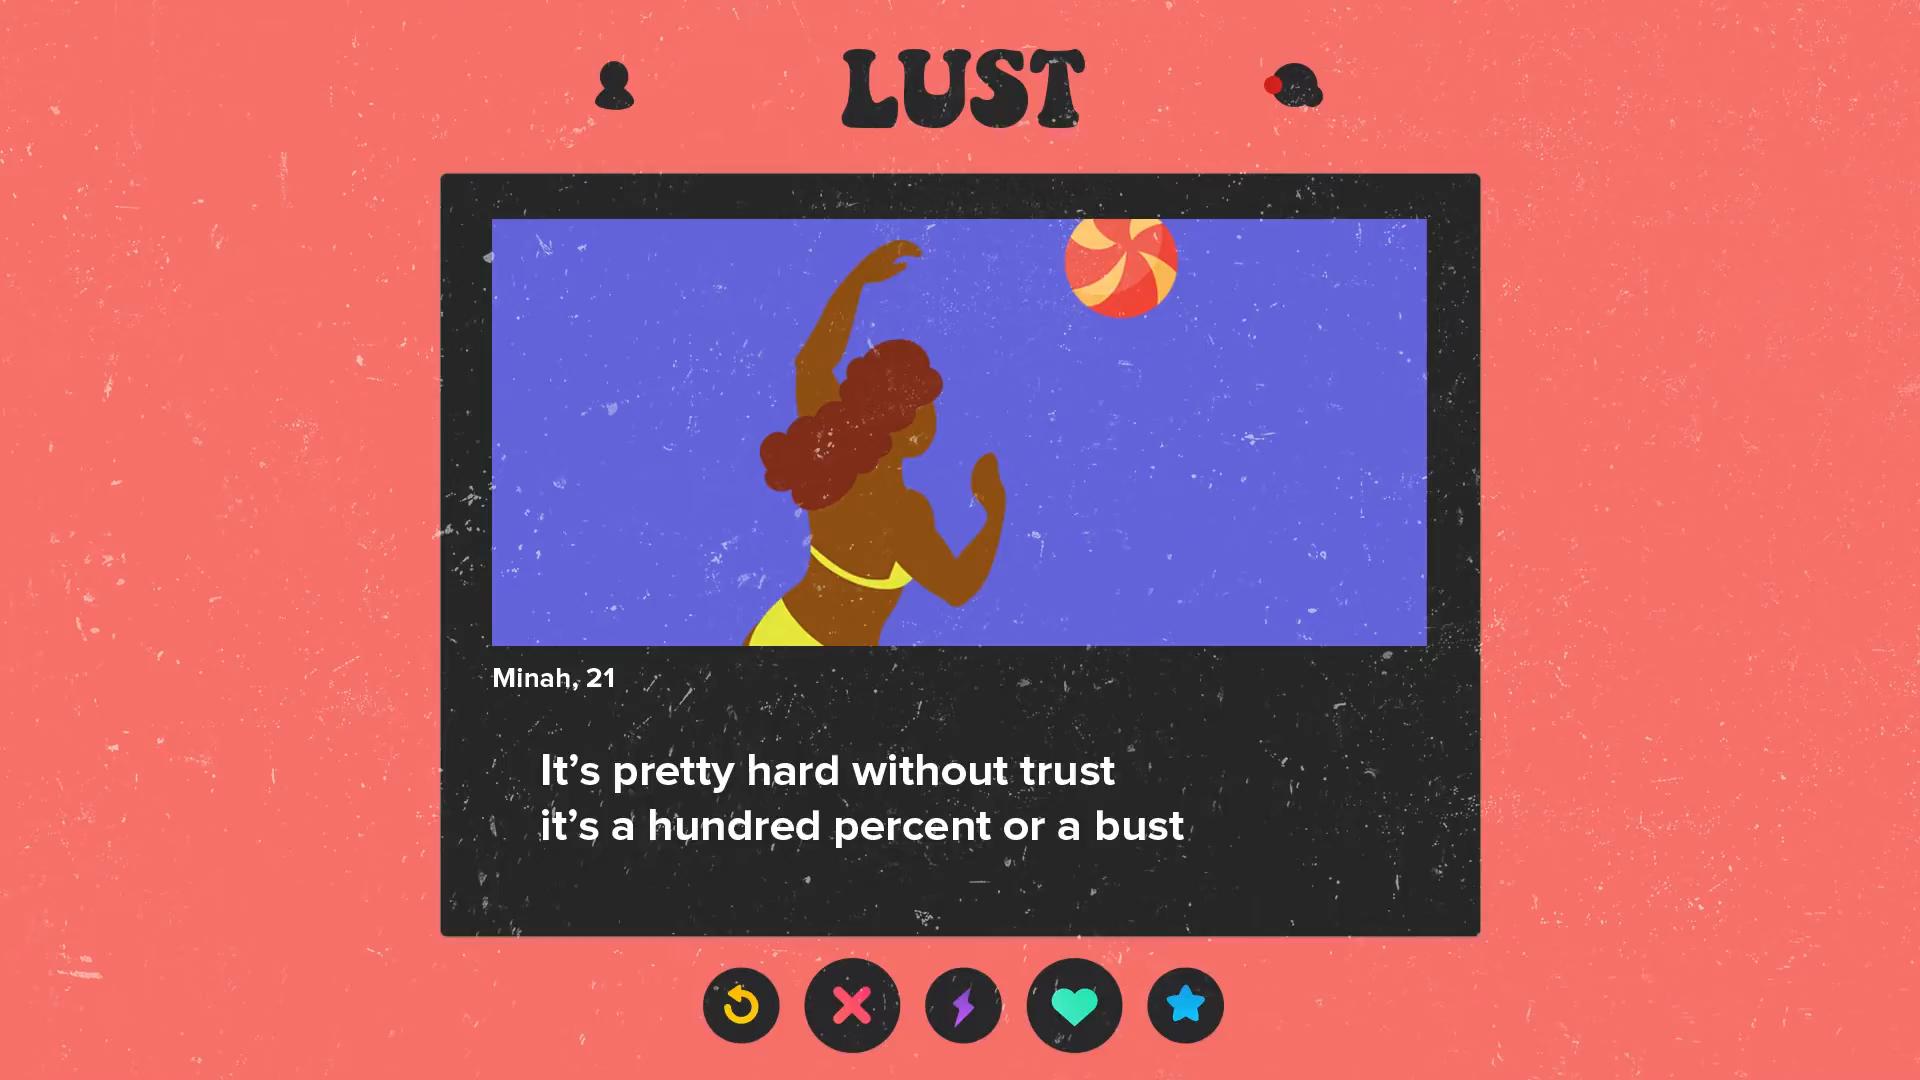 LUST
Minah, 21
It’s pretty hard without trust
it’s a hundred percent or a bust